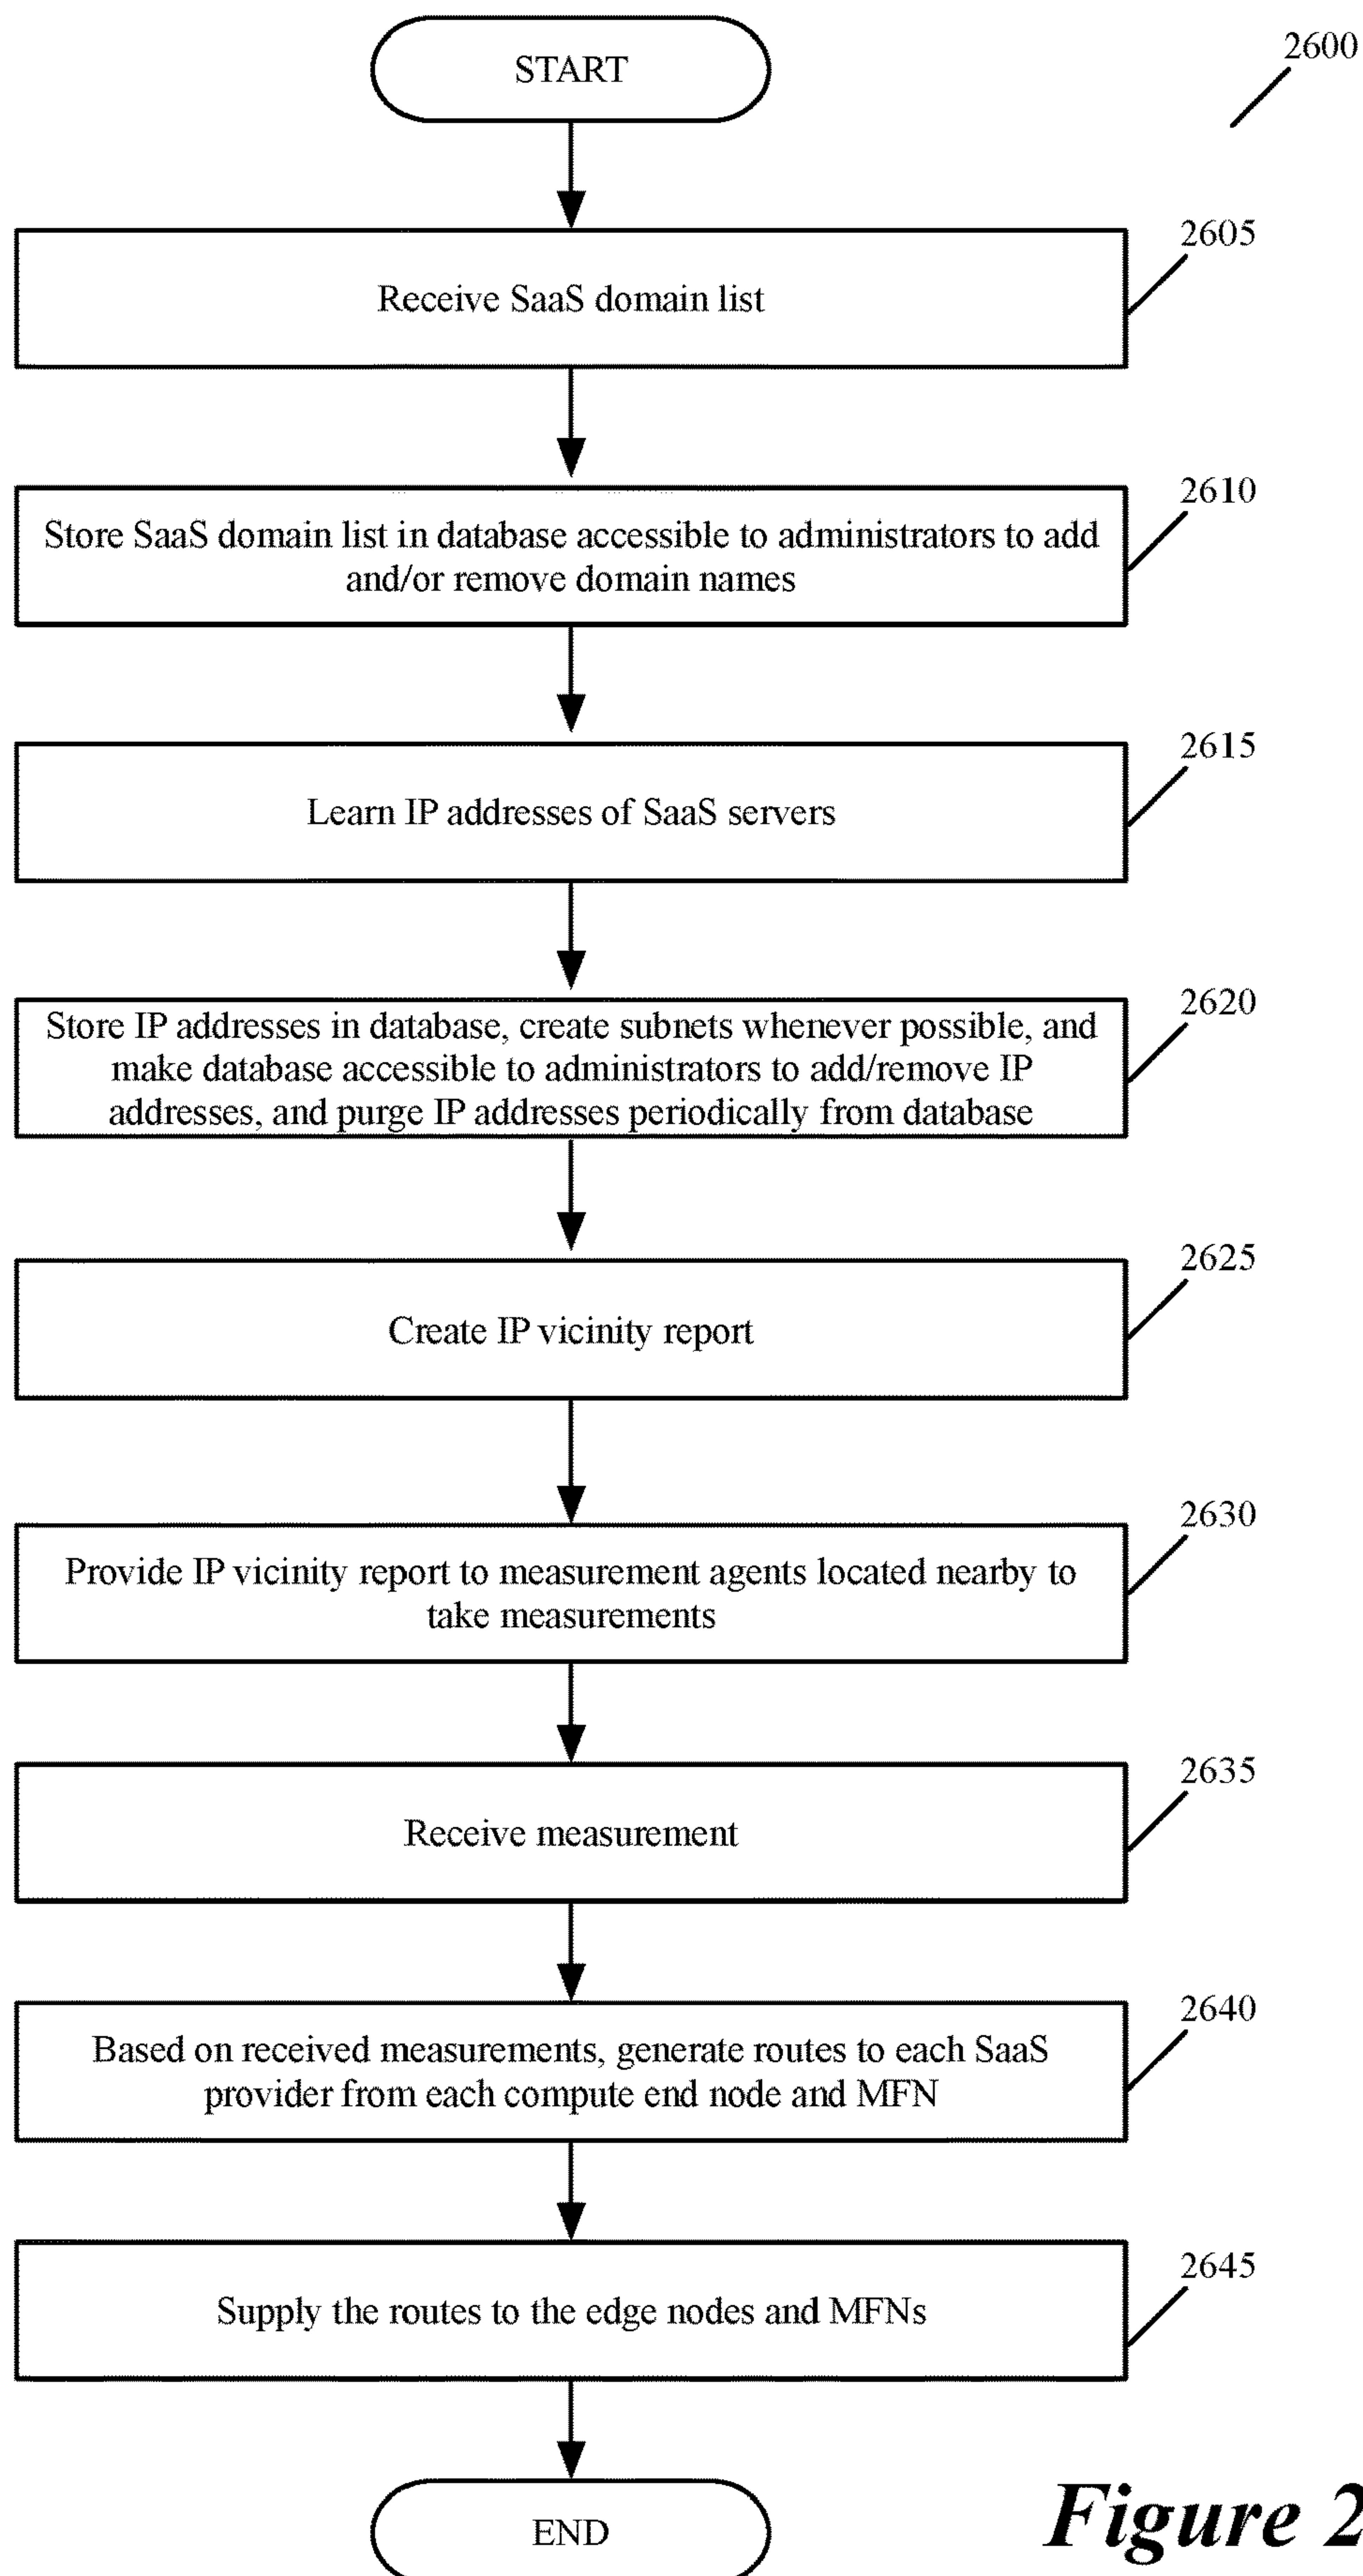 START
2600
2605
Receive SaaS domain list
2610
Store SaaS domain list in database accessible to administrators to add
and/or remove domain names
2615
Learn IP addresses of SaaS servers
2620
Store IP addresses in database, create subnets whenever possible, and
make database accessible to administrators to add/remove IP
addresses, and purge IP addresses periodically from database
2625
Create IP vicinity report
2630
Provide IP vicinity report to measurement agents located nearby to
take measurements
2635
Receive measurement
2640
Based on received measurements, generate routes to each SaaS
provider from each compute end node and MFN
2645
Supply the routes to the edge nodes and MFNs
END
Figure 2